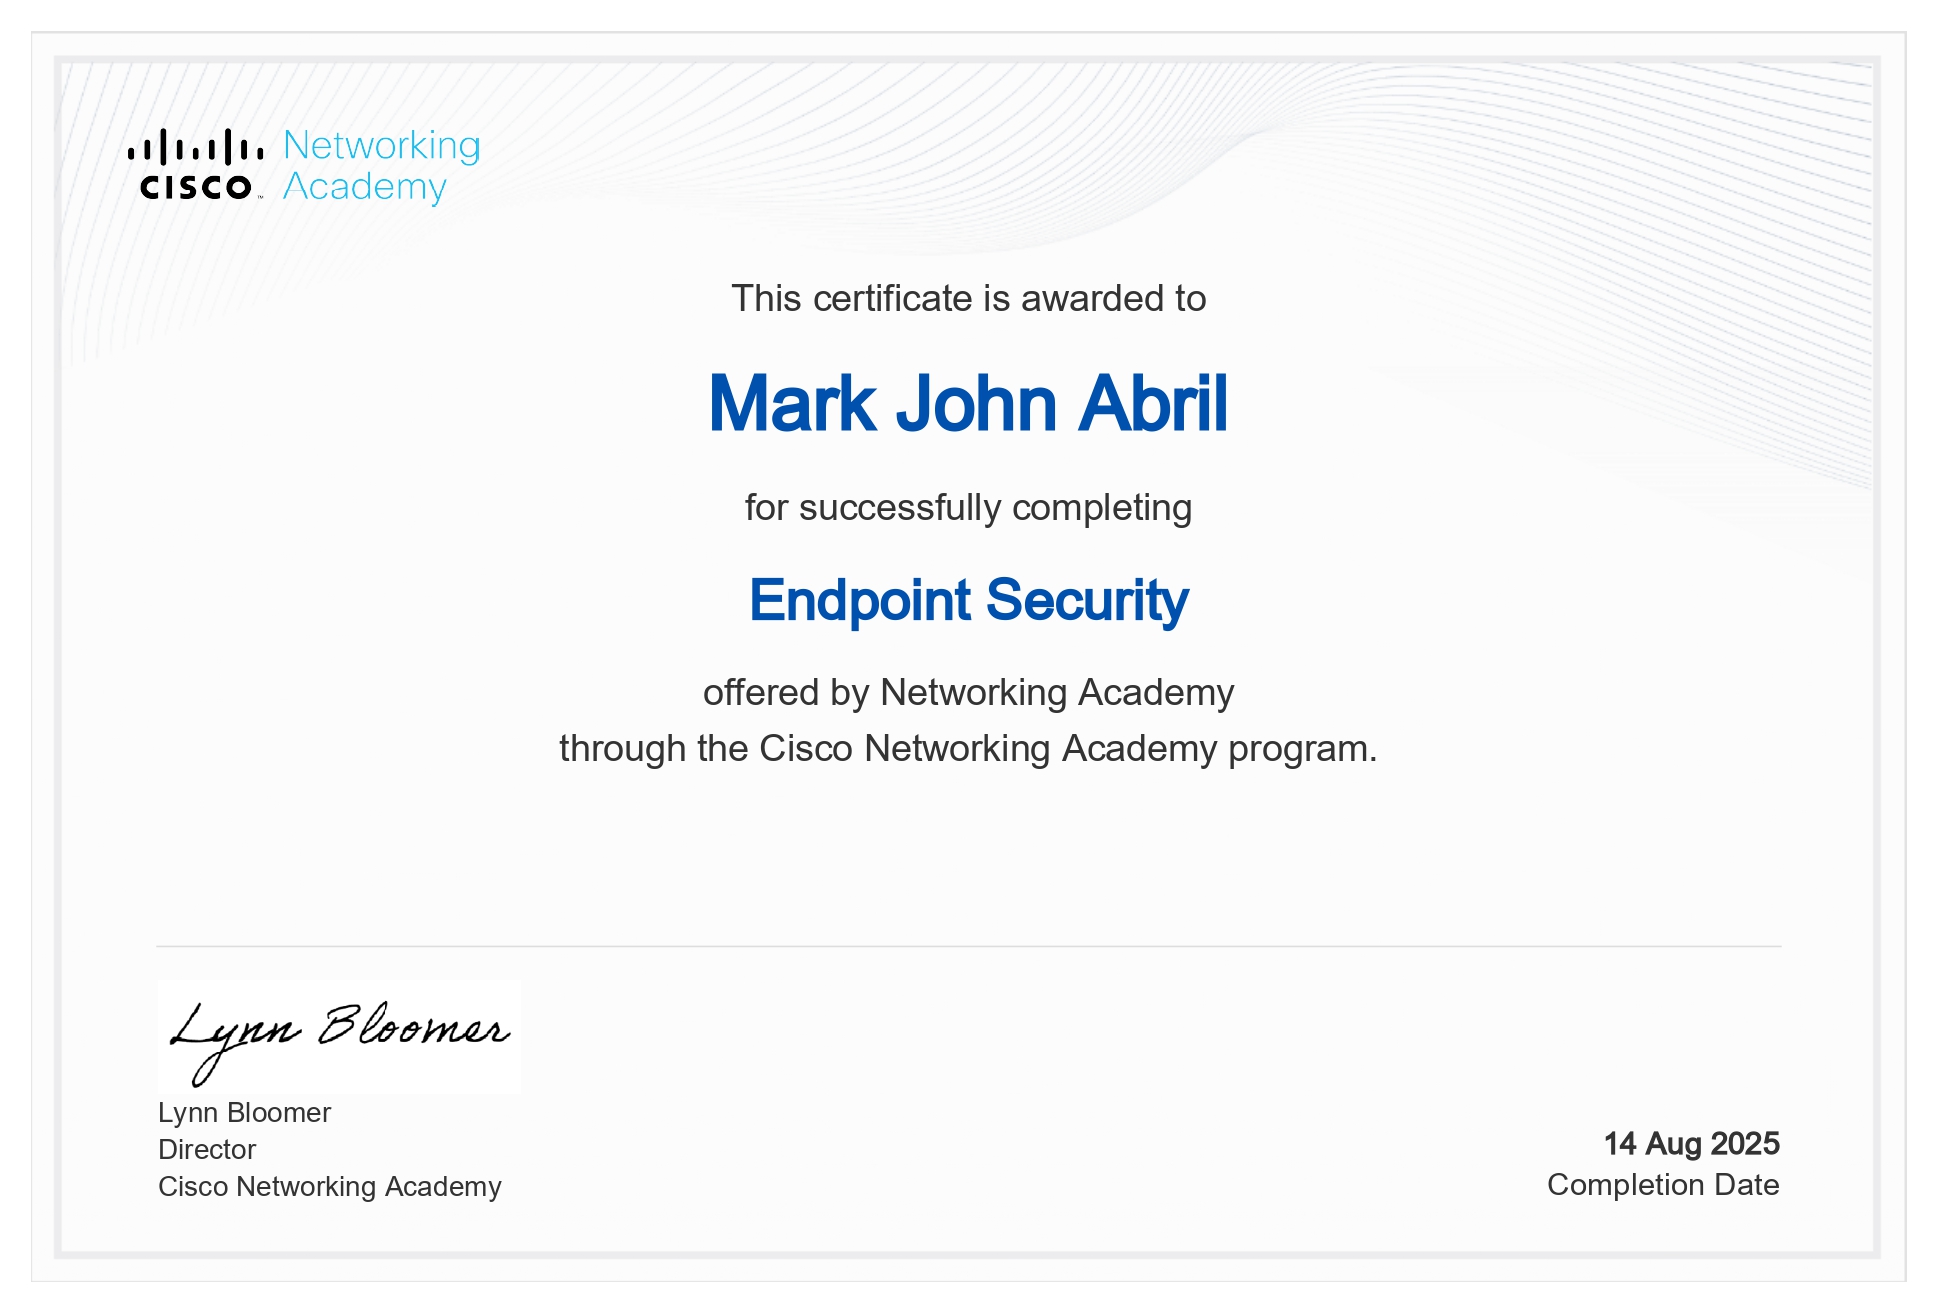 Networking
CISCO™ Academy
This certificate is awarded to
Mark John Abril
for successfully completing
Endpoint Security
offered by Networking Academy
through the Cisco Networking Academy program.
Lynn Bloomer
Lynn Bloomer
Director
Cisco Networking Academy
14 Aug 2025
Completion Date